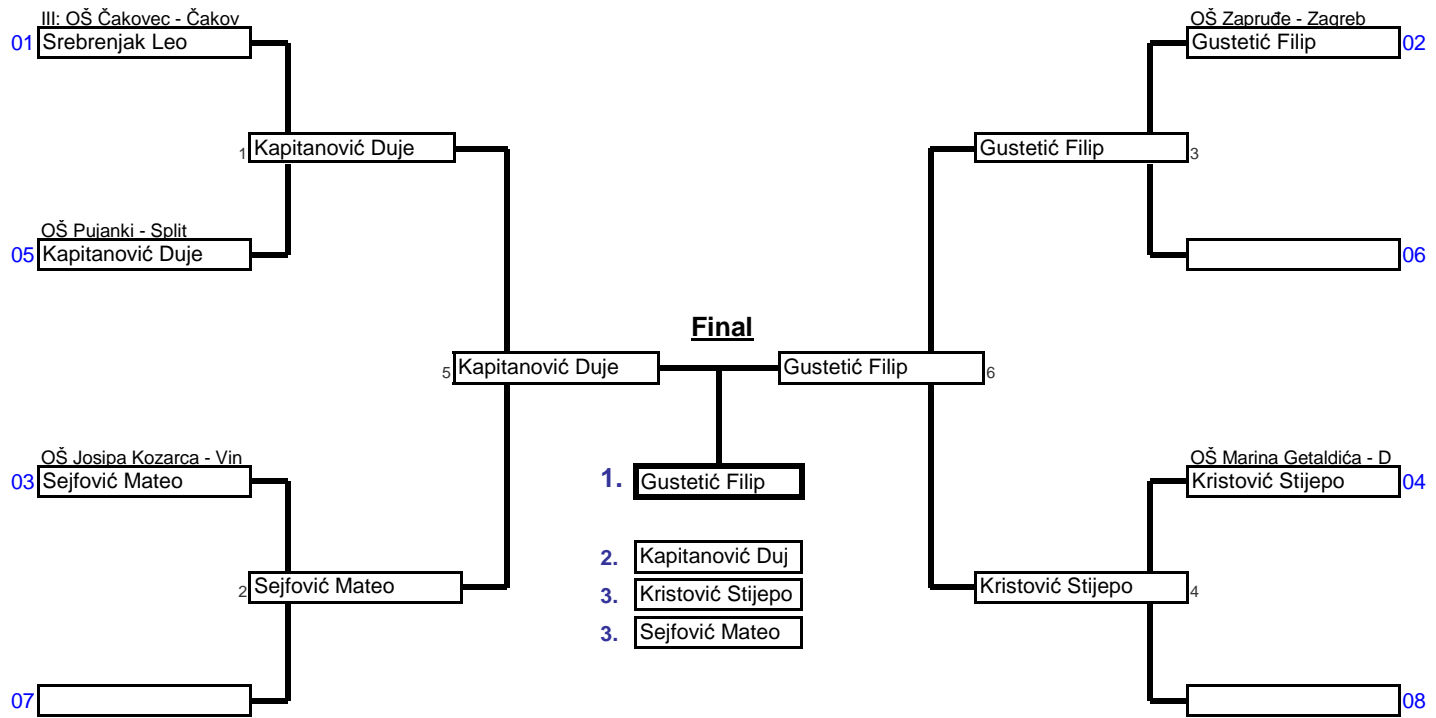 III: OŠ Čakovec - Čakov
01 Srebrenjak Leo
OŠ Zapruđe - Zagreb
Gustetić Filip 02
1 Kapitanović Duje
Gustetić Filip 3
OŠ Pujanki - Split
05 Kapitanović Duje
06
Final
5 Kapitanović Duje
Gustetić Filip 6
OŠ Josipa Kozarca - Vin
03 Sejfović Mateo
1. Gustetić Filip
OŠ Marina Getaldića - D
Kristović Stijepo 04
2. Kapitanović Duj
3. Kristović Stijepo
3. Sejfović Mateo
2 Sejfović Mateo
Kristović Stijepo 4
07
08